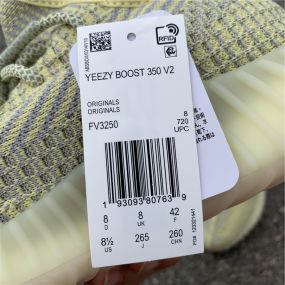 RFID
YEEZY BOOST 350 V2
ORIGINALS
ORIGINALS
FV3250
8
720
UPC
1 93093 80763 9
8 8 42
D UK F
8½ 265 260
US J CHN